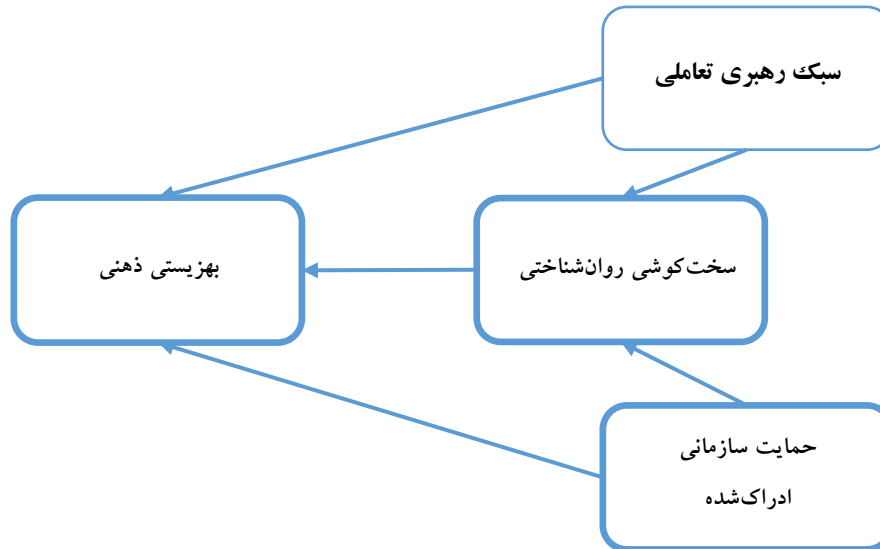 سبک رهبری تعاملی
سخت‌کوشی روان‌شناختی
بهزیستی ذهنی
حمایت سازمانی
ادراک‌شده